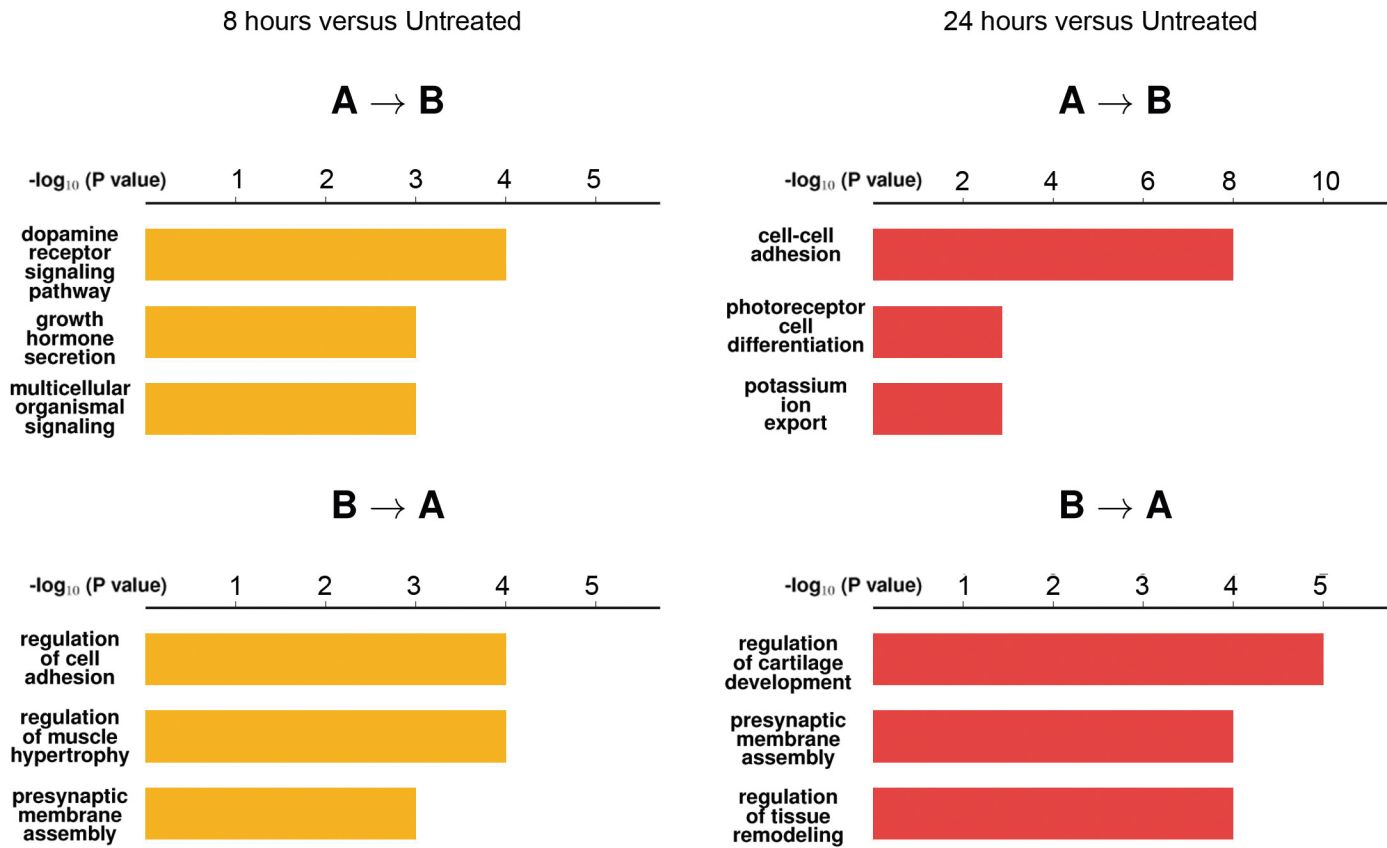 8 hours versus Untreated
A → B
-log₁₀ (P value) 1 2 3 4 5
dopamine
receptor
signaling
pathway
growth
hormone
secretion
multicellular
organismal
signaling
B → A
-log₁₀ (P value) 1 2 3 4 5
regulation
of cell
adhesion
regulation
of muscle
hypertrophy
presynaptic
membrane
assembly
24 hours versus Untreated
A → B
-log₁₀ (P value) 2 4 6 8 10
cell-cell
adhesion
photoreceptor
cell
differentiation
potassium
ion
export
B → A
-log₁₀ (P value) 1 2 3 4 5
regulation
of cartilage
development
presynaptic
membrane
assembly
regulation
of tissue
remodeling